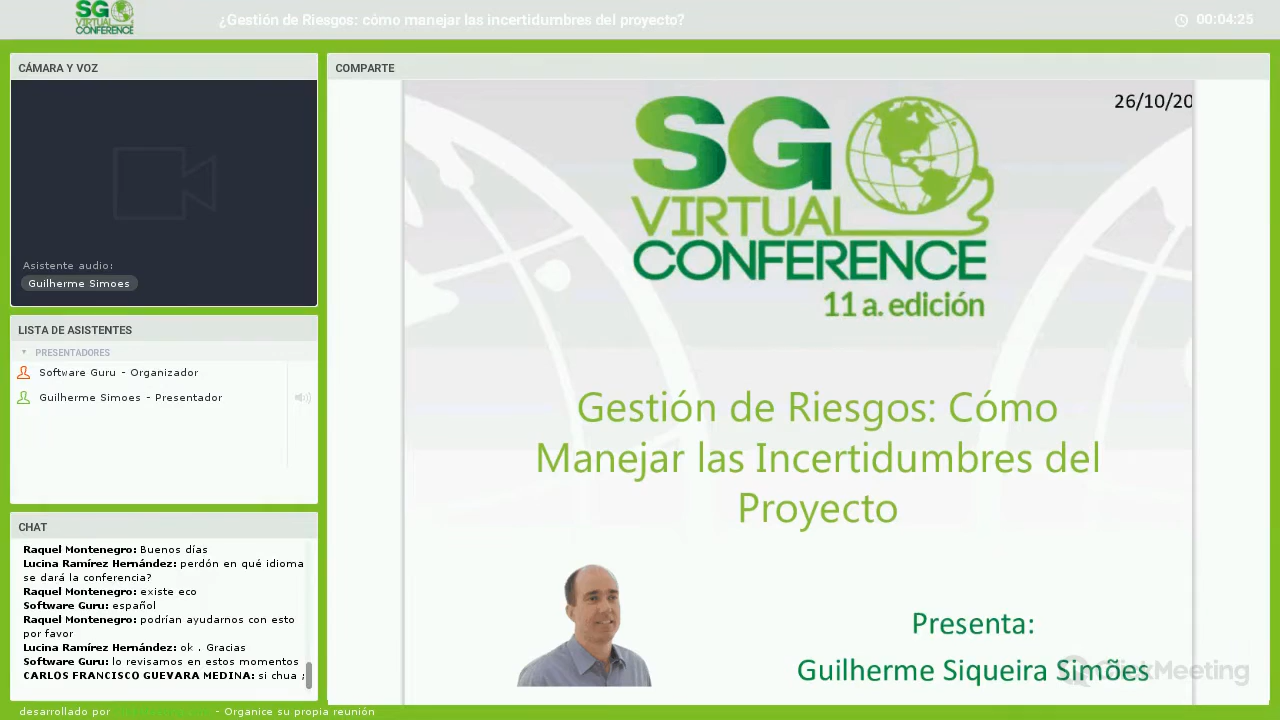 SG
VIRTUAL
CONFERENCE
¿Gestión de Riesgos: cómo manejar las incertidumbres del proyecto?
00:04:25
CÁMARA Y VOZ
Asistente audio:
Guilherme Simoes
LISTA DE ASISTENTES
PRESENTADORES
Software Guru - Organizador
Guilherme Simoes - Presentador
CHAT
Raquel Montenegro: Buenos días
Lucina Ramírez Hernández: perdón en qué idioma
se dará la conferencia?
Raquel Montenegro: existe eco
Software Guru: español
Raquel Montenegro: podrían ayudarnos con esto
por favor
Lucina Ramírez Hernández: ok . Gracias
Software Guru: lo revisamos en estos momentos
CARLOS FRANCISCO GUEVARA MEDINA: si chua
desarrollado por - Organice su propia reunión
COMPARTE
26/10/20
SG
VIRTUAL
CONFERENCE
11 a. edición
Gestión de Riesgos: Cómo
Manejar las Incertidumbres del
Proyecto
Presenta:
Guilherme Siqueira Simões
ClickMeeting